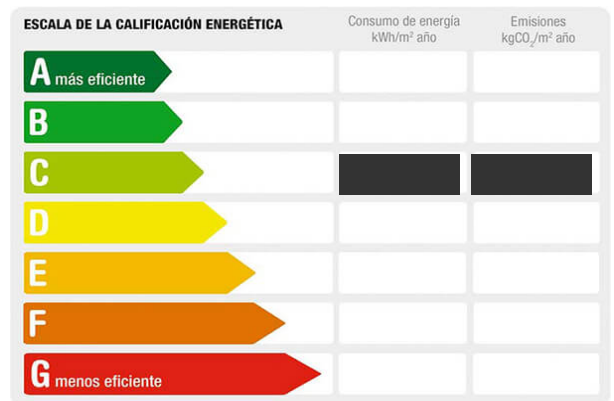 ESCALA DE LA CALIFICACIÓN ENERGÉTICA
Consumo de energía
kWh/m² año
Emisiones
kgCO₂/m² año
A más eficiente
B
C
D
E
F
G menos eficiente